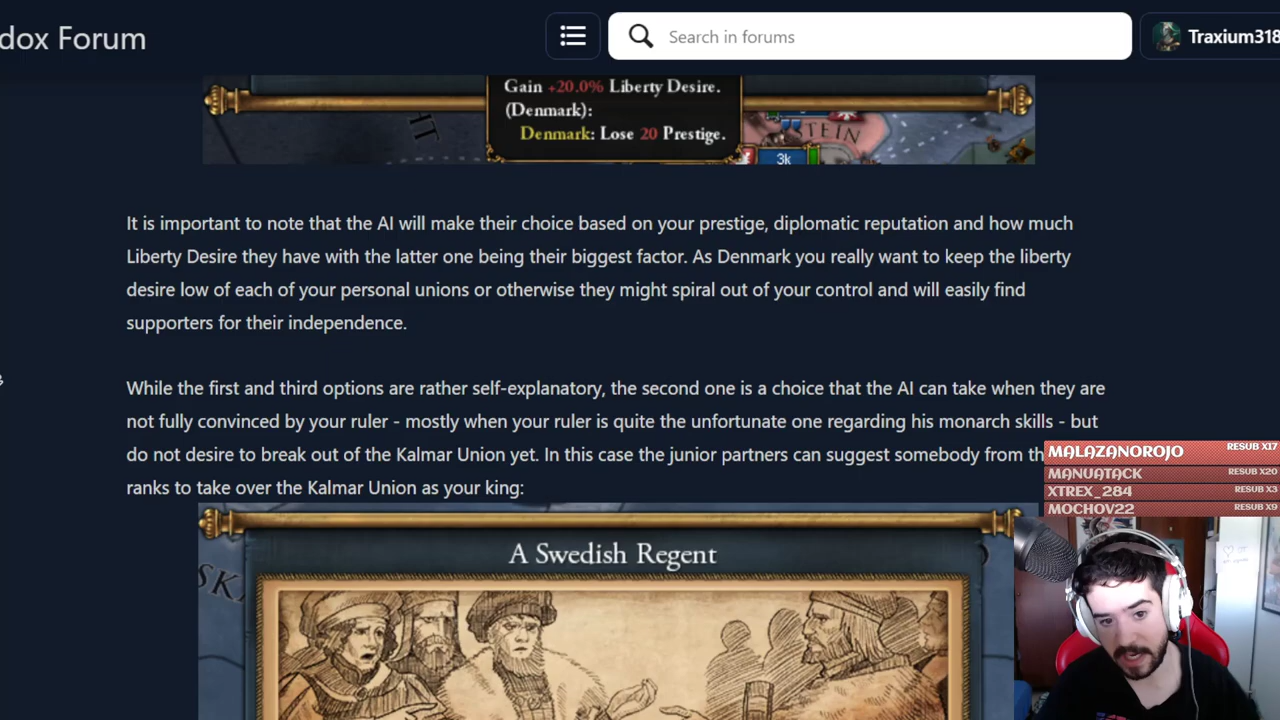 dox Forum
Search in forums
Traxium318
Gain +20.0% Liberty Desire.
(Denmark):
Denmark: Lose 20 Prestige.
STEIN
3k
It is important to note that the AI will make their choice based on your prestige, diplomatic reputation and how much
Liberty Desire they have with the latter one being their biggest factor. As Denmark you really want to keep the liberty
desire low of each of your personal unions or otherwise they might spiral out of your control and will easily find
supporters for their independence.
While the first and third options are rather self-explanatory, the second one is a choice that the AI can take when they are
not fully convinced by your ruler - mostly when your ruler is quite the unfortunate one regarding his monarch skills - but
do not desire to break out of the Kalmar Union yet. In this case the junior partners can suggest somebody from th
ranks to take over the Kalmar Union as your king:
MALAZANOROJO RESUB X17
MANUATACK RESUB X20
XTREX_284 RESUB X3
MOCHOV22 RESUB X9
A Swedish Regent
SKA